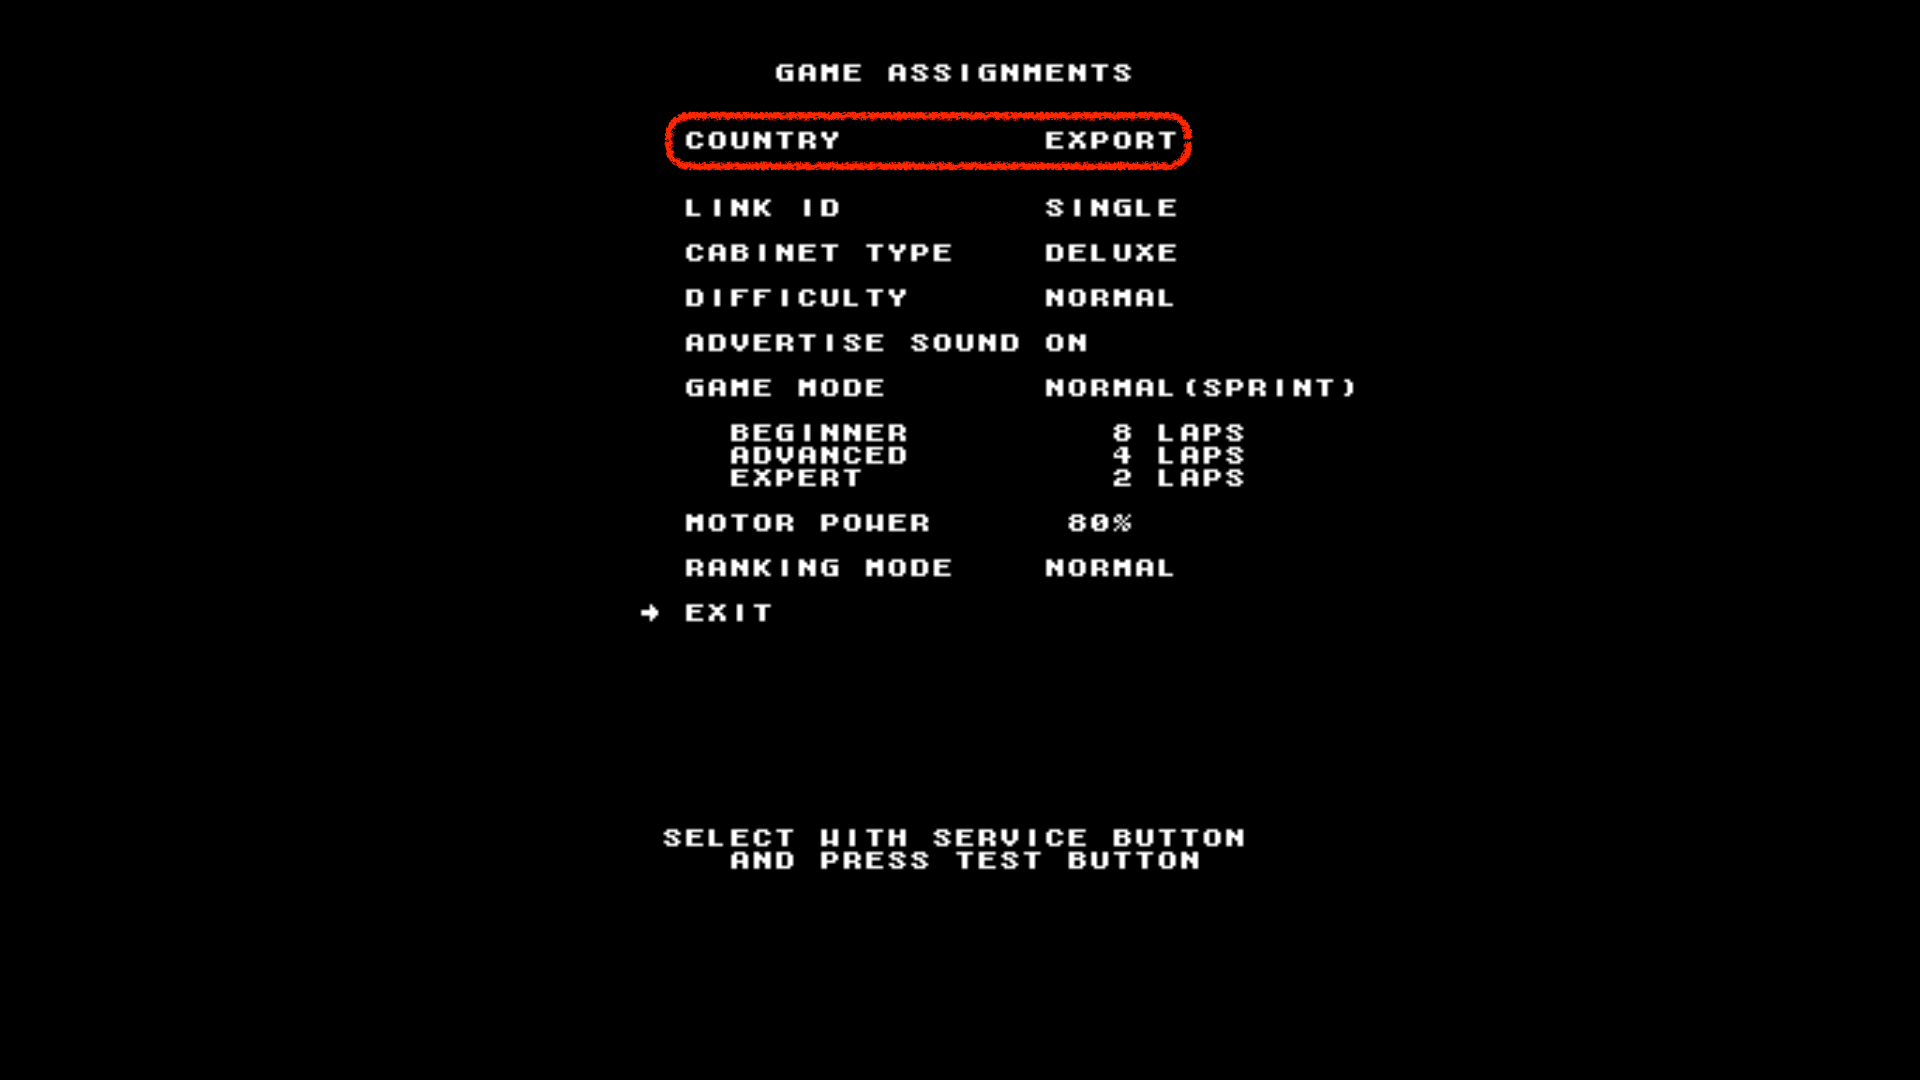 GAME ASSIGNMENTS
COUNTRY EXPORT
LINK ID SINGLE
CABINET TYPE DELUXE
DIFFICULTY NORMAL
ADVERTISE SOUND ON
GAME MODE NORMAL(SPRINT)
BEGINNER 8 LAPS
ADVANCED 4 LAPS
EXPERT 2 LAPS
MOTOR POWER 80%
RANKING MODE NORMAL
→ EXIT
SELECT WITH SERVICE BUTTON
AND PRESS TEST BUTTON